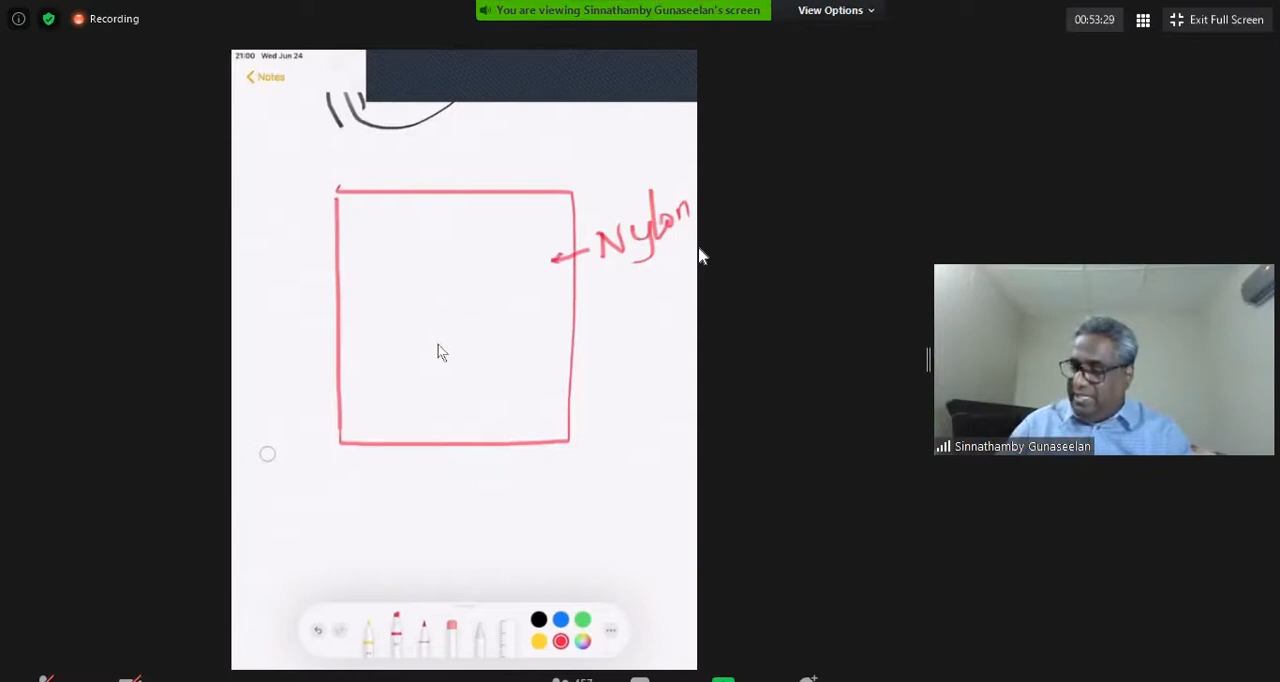 Recording
You are viewing Sinnathamby Gunaseelan's screen
View Options
00:53:29
Exit Full Screen
21:00 Wed Jun 24
Notes
Nylon
Sinnathamby Gunaseelan